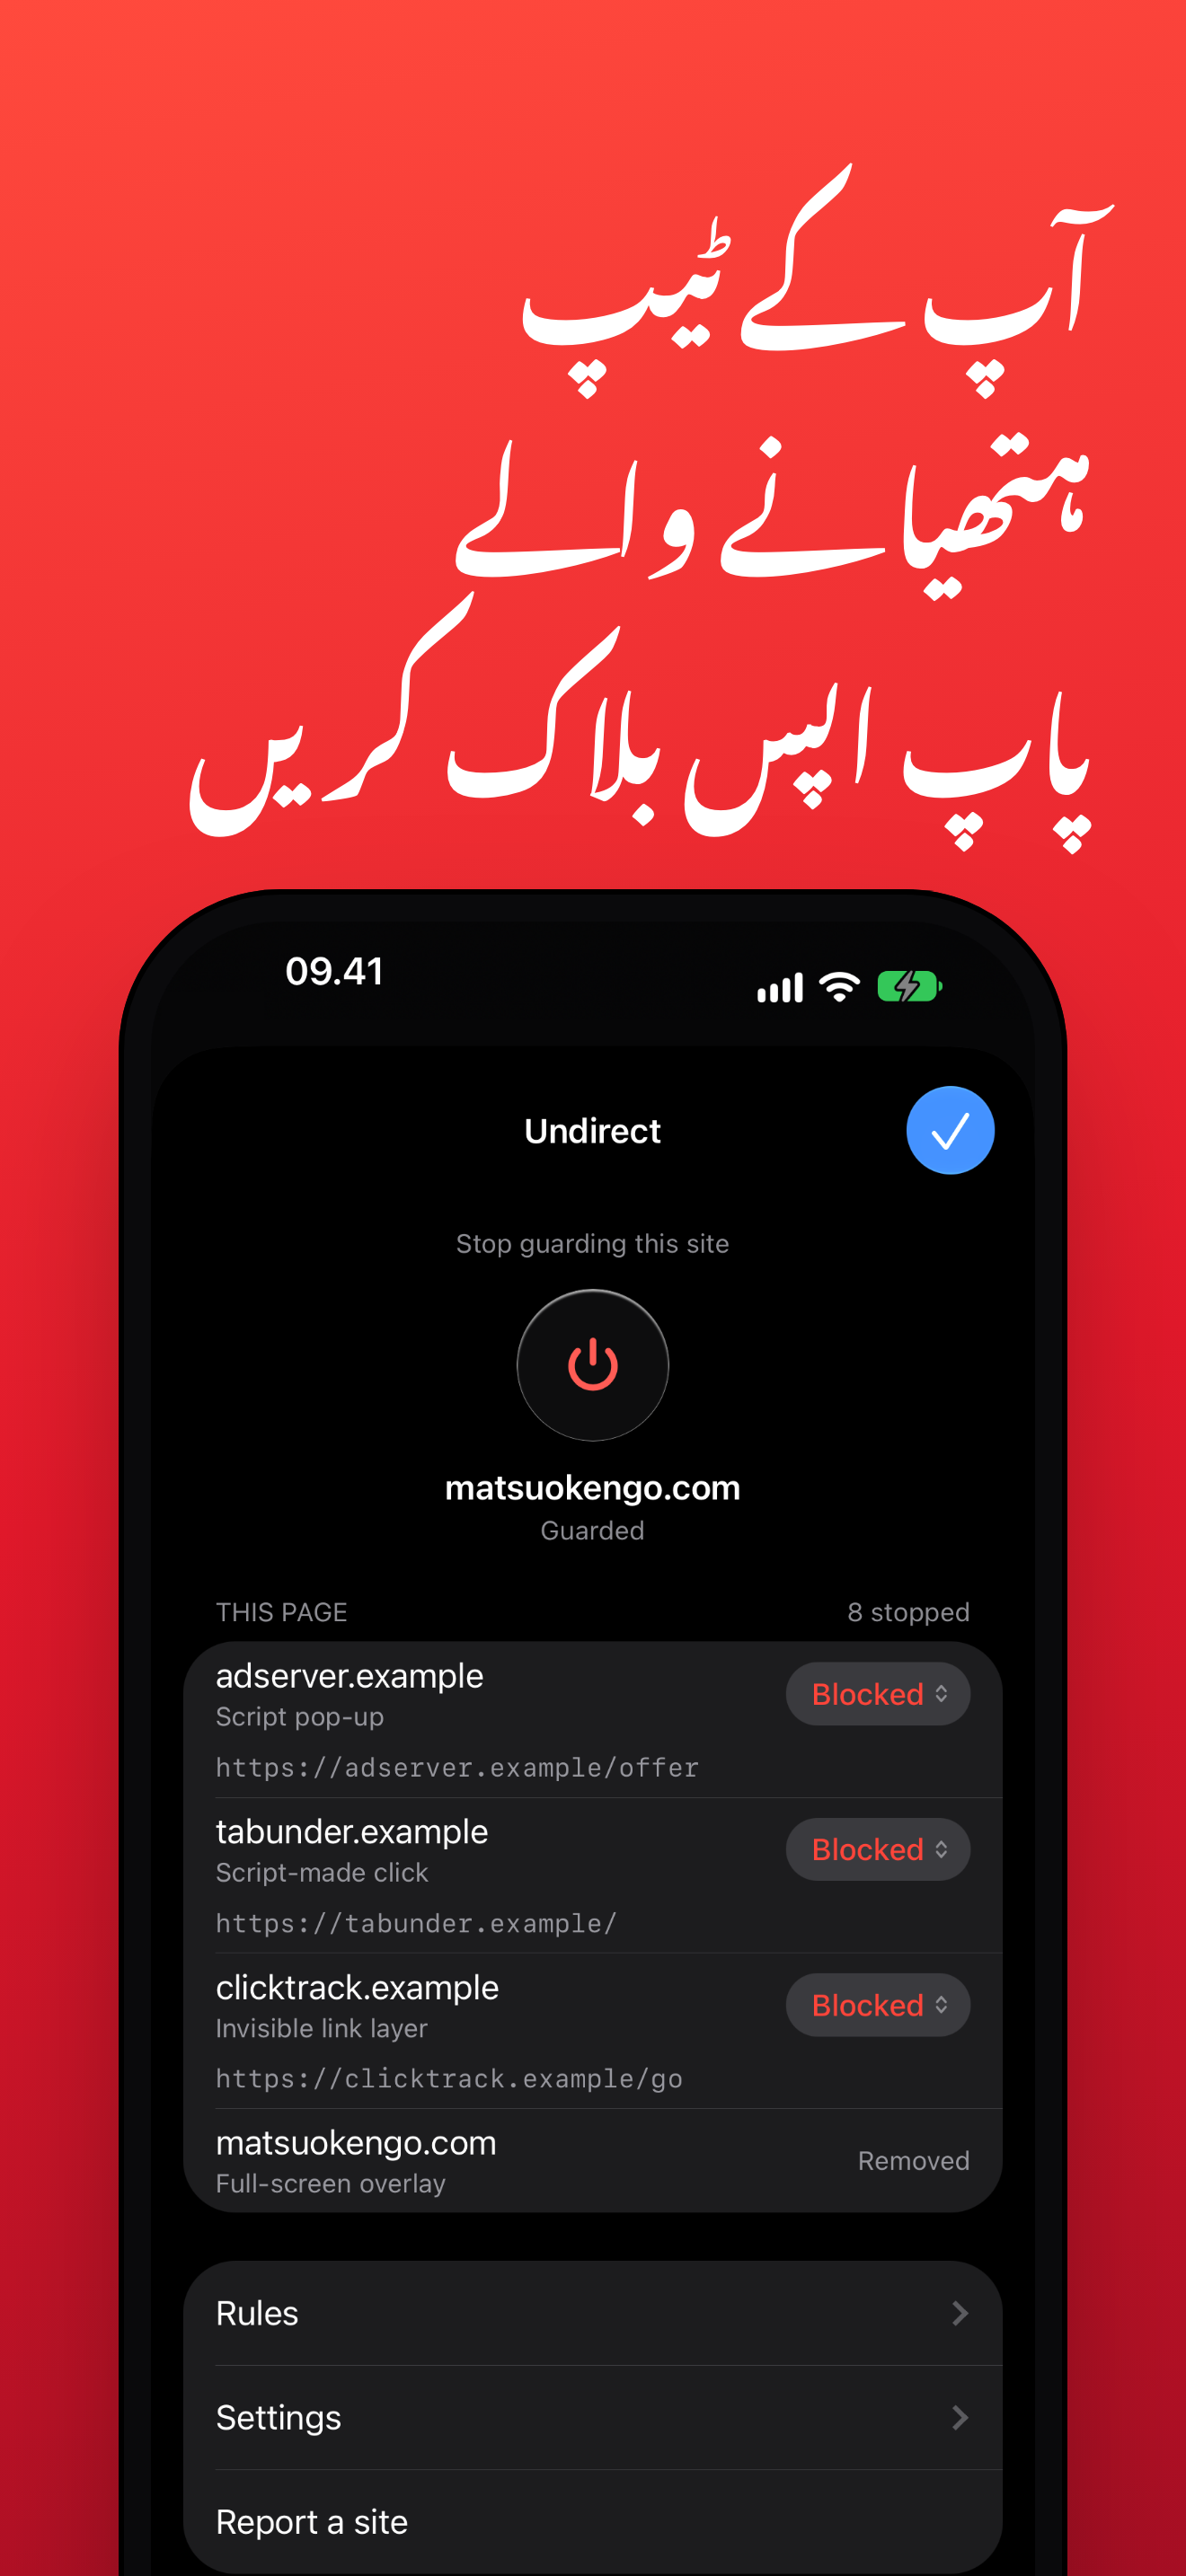 آپ کے ٹیپ
ہتھیانے والے
پاپ اپس بلاک کریں
09.41
Undirect
Stop guarding this site
matsuokengo.com
Guarded
THIS PAGE 8 stopped
adserver.example Blocked
Script pop-up
https://adserver.example/offer
tabunder.example Blocked
Script-made click
https://tabunder.example/
clicktrack.example Blocked
Invisible link layer
https://clicktrack.example/go
matsuokengo.com Removed
Full-screen overlay
Rules
Settings
Report a site